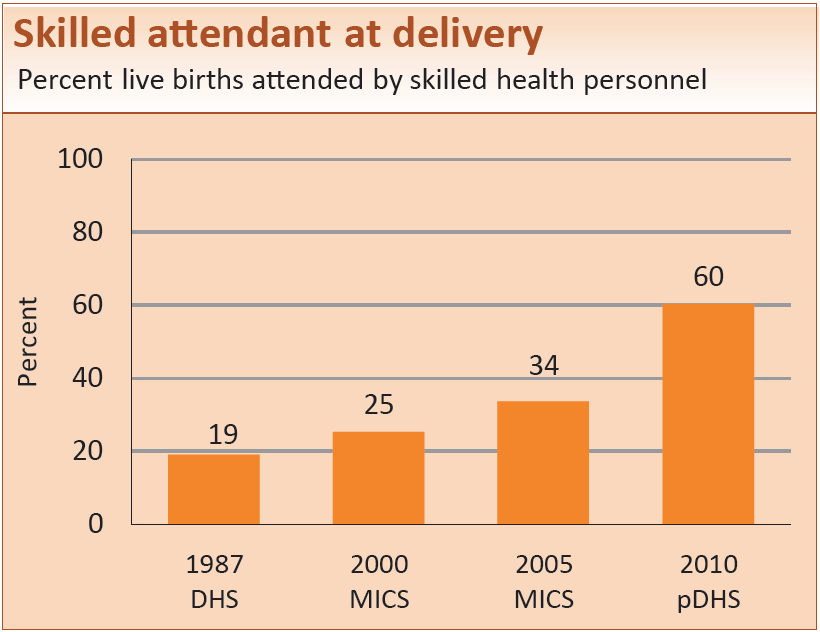 Skilled attendant at delivery
Percent live births attended by skilled health personnel
Percent
100
80
60
40
20
0
19
25
34
60
1987 2000 2005 2010
DHS MICS MICS pDHS